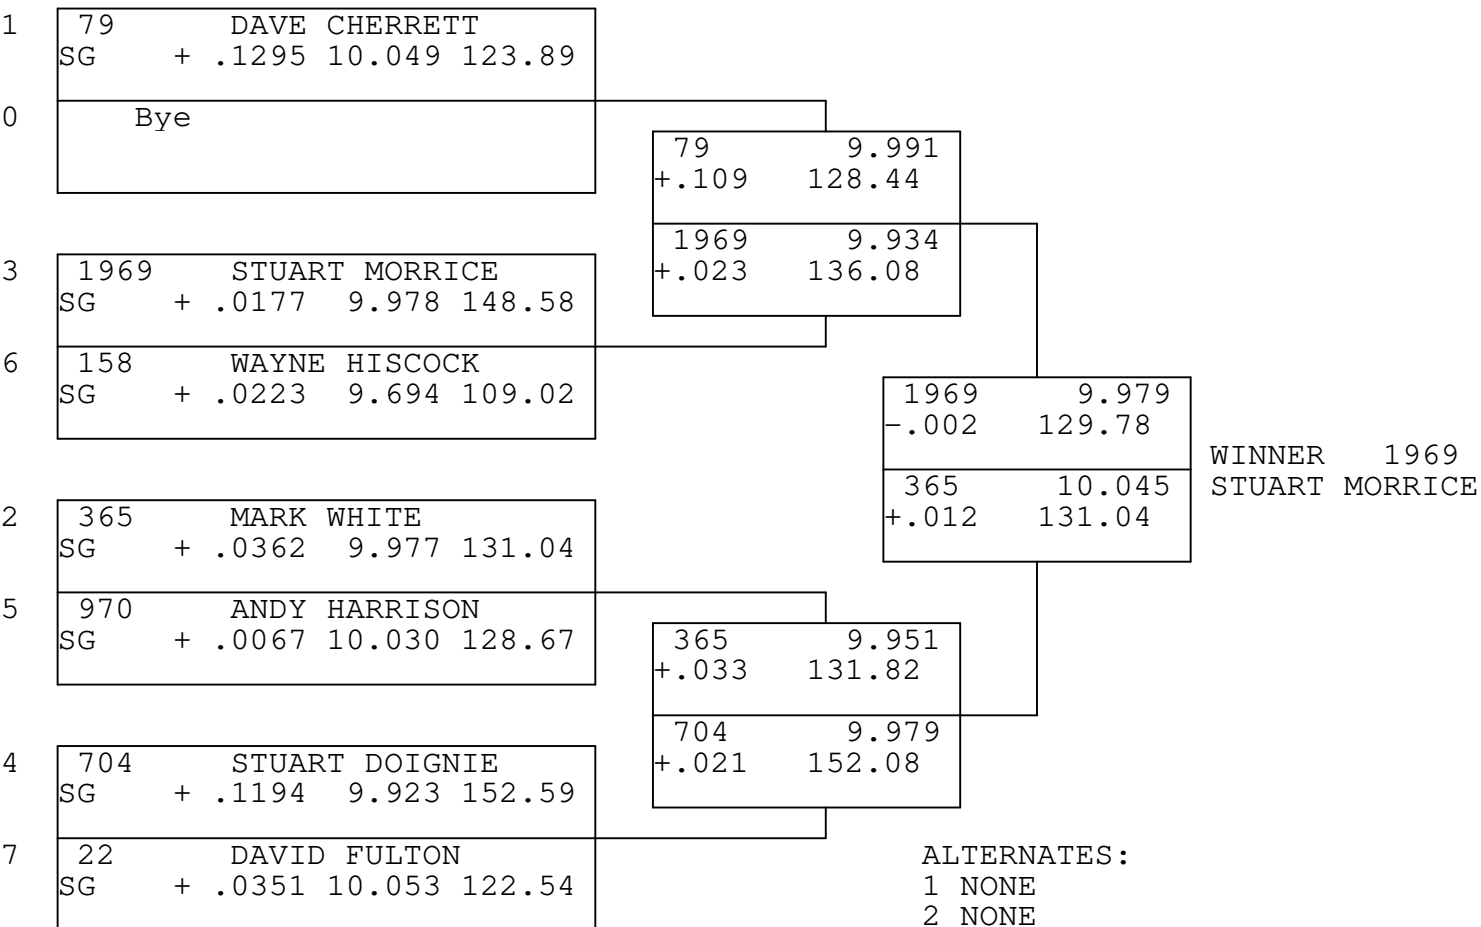 1 79 DAVE CHERRETT
SG + .1295 10.049 123.89
0 Bye
79 9.991
+.109 128.44
1969 9.934
+.023 136.08
3 1969 STUART MORRICE
SG + .0177 9.978 148.58
6 158 WAYNE HISCOCK
SG + .0223 9.694 109.02
1969 9.979
-.002 129.78
365 10.045
+.012 131.04
WINNER 1969
STUART MORRICE
2 365 MARK WHITE
SG + .0362 9.977 131.04
5 970 ANDY HARRISON
SG + .0067 10.030 128.67
365 9.951
+.033 131.82
704 9.979
+.021 152.08
4 704 STUART DOIGNIE
SG + .1194 9.923 152.59
7 22 DAVID FULTON
SG + .0351 10.053 122.54
ALTERNATES:
1 NONE
2 NONE